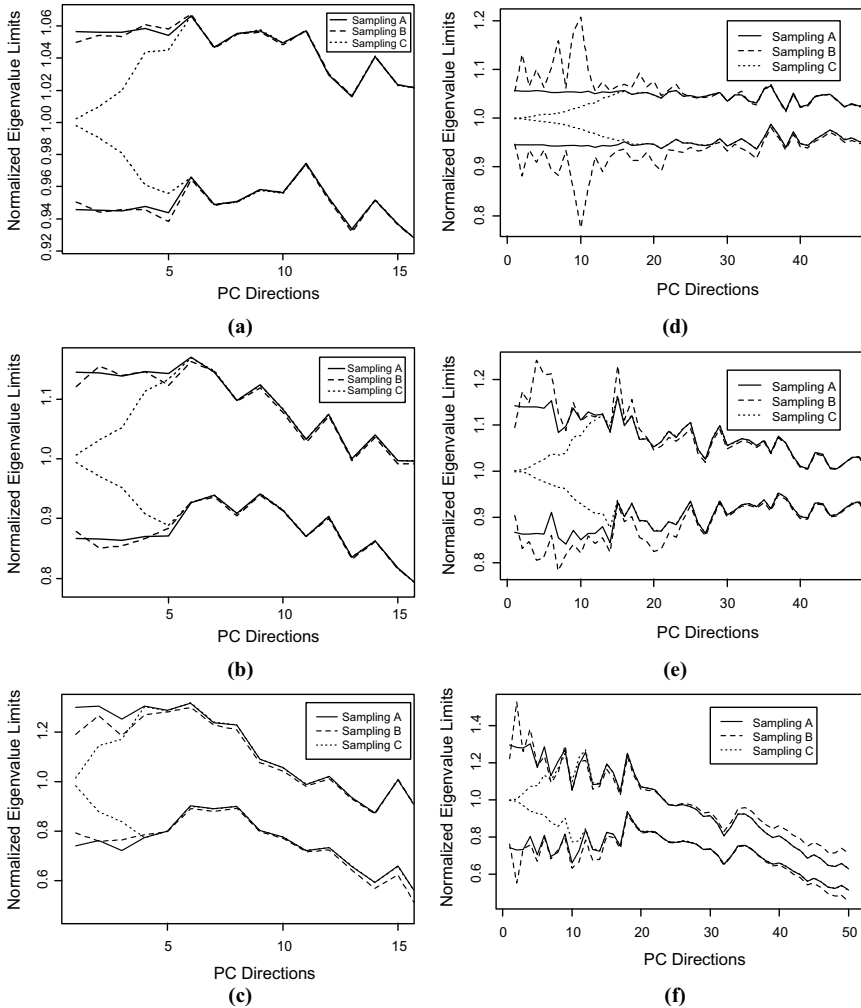 Normalized Eigenvalue Limits
0.92 0.94 0.96 0.98 1.00 1.02 1.04 1.06
Sampling A
Sampling B
Sampling C
5 10 15
PC Directions
(a)
Normalized Eigenvalue Limits
0.8 0.9 1.0 1.1 1.2
Sampling A
Sampling B
Sampling C
0 10 20 30 40
PC Directions
(d)
Normalized Eigenvalue Limits
0.8 0.9 1.0 1.1
Sampling A
Sampling B
Sampling C
5 10 15
PC Directions
(b)
Normalized Eigenvalue Limits
0.8 0.9 1.0 1.1 1.2
Sampling A
Sampling B
Sampling C
0 10 20 30 40
PC Directions
(e)
Normalized Eigenvalue Limits
0.6 0.8 1.0 1.2
Sampling A
Sampling B
Sampling C
5 10 15
PC Directions
(c)
Normalized Eigenvalue Limits
0.6 0.8 1.0 1.2 1.4
Sampling A
Sampling B
Sampling C
0 10 20 30 40 50
PC Directions
(f)